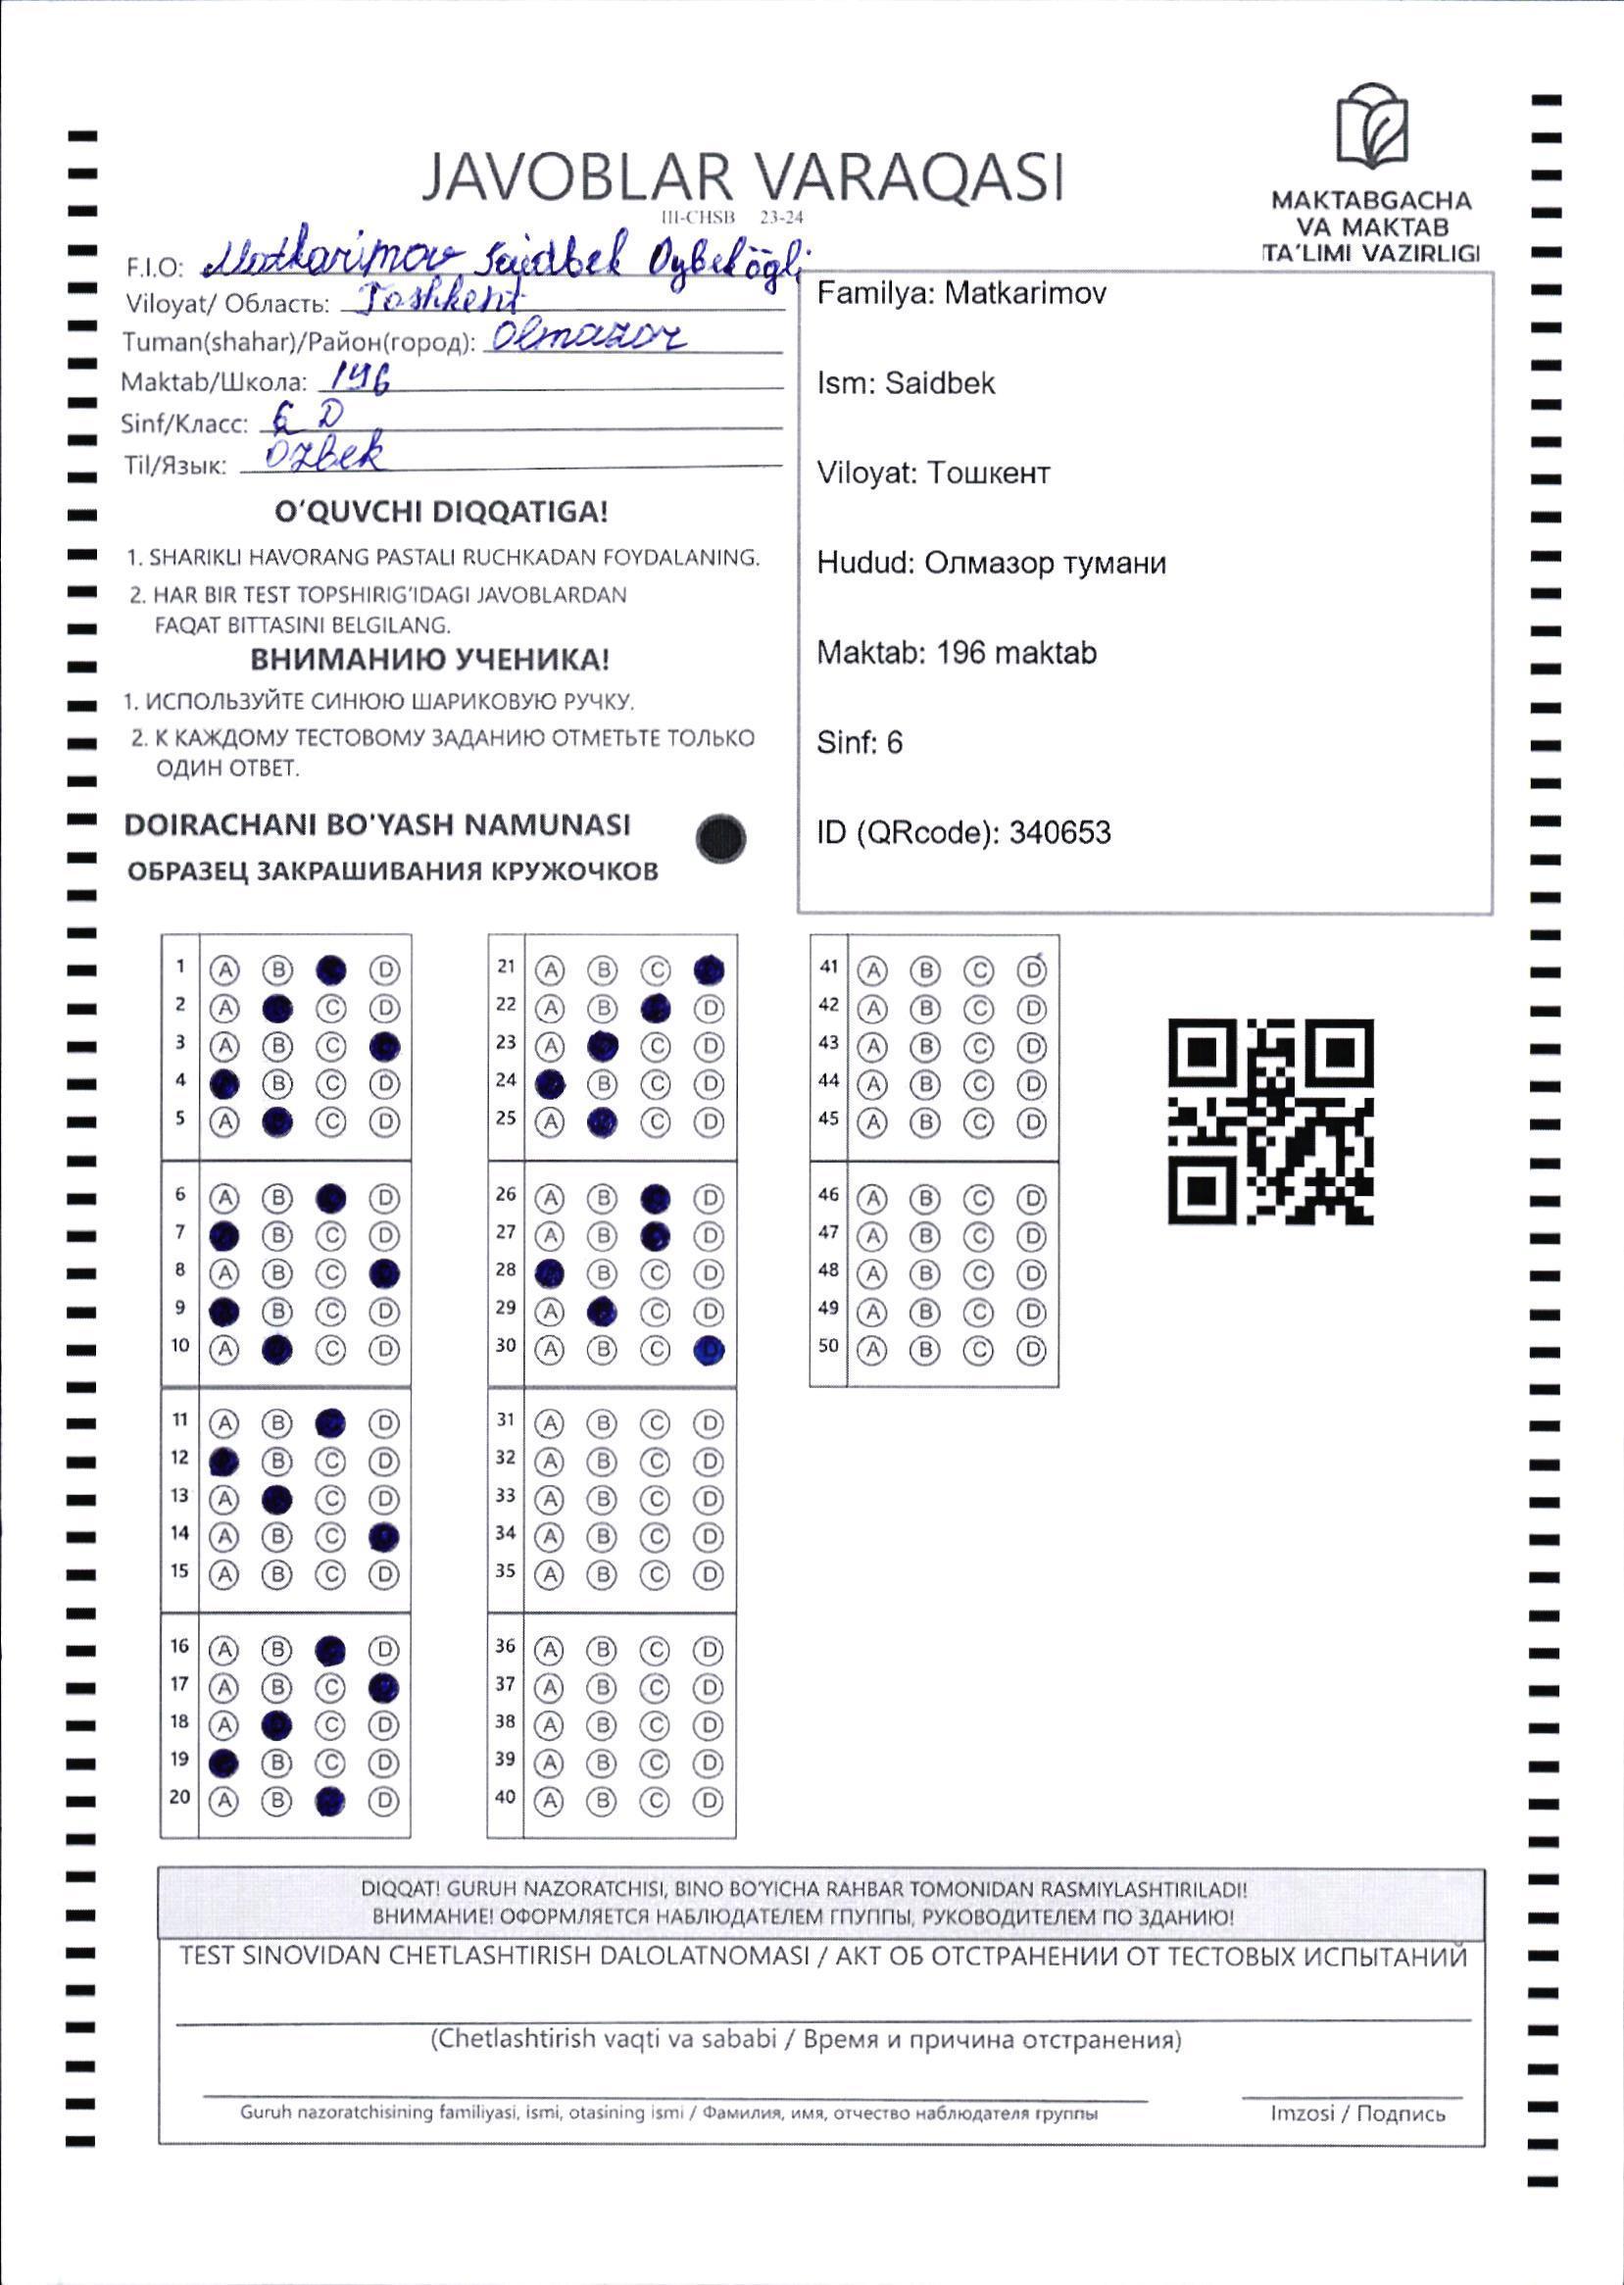 MAKTABGACHA
VA MAKTAB
TA'LIMI VAZIRLIGI
JAVOBLAR VARAQASI
III-CHSB 23-24
F.I.O: Matkarimov Saidbek Oybekögli
Viloyat/ Область: Toshkent
Tuman(shahar)/Район(город): Olmazor
Maktab/Школа: 196
Sinf/Класс: 6 D
Til/Язык: Ozbek
O'QUVCHI DIQQATIGA!
1. SHARIKLI HAVORANG PASTALI RUCHKADAN FOYDALANING.
2. HAR BIR TEST TOPSHIRIG'IDAGI JAVOBLARDAN
FAQAT BITTASINI BELGILANG.
ВНИМАНИЮ УЧЕНИКА!
1. ИСПОЛЬЗУЙТЕ СИНЮЮ ШАРИКОВУЮ РУЧКУ.
2. К КАЖДОМУ ТЕСТОВОМУ ЗАДАНИЮ ОТМЕТЬТЕ ТОЛЬКО
ОДИН ОТВЕТ.
DOIRACHANI BO'YASH NAMUNASI
ОБРАЗЕЦ ЗАКРАШИВАНИЯ КРУЖОЧКОВ
Familya: Matkarimov
Ism: Saidbek
Viloyat: Тошкент
Hudud: Олмазор тумани
Maktab: 196 maktab
Sinf: 6
ID (QRcode): 340653
1 A B D
2 A C D
3 A B C
4 B C D
5 A C D
6 A B D
7 B C D
8 A B C
9 B C D
10 A C D
11 A B D
12 B C D
13 A C D
14 A B C
15 A B C D
16 A B D
17 A B C
18 A C D
19 B C D
20 A B D
21 A B C
22 A B D
23 A C D
24 B C D
25 A C D
26 A B D
27 A B D
28 B C D
29 A C D
30 A B C D
31 A B C D
32 A B C D
33 A B C D
34 A B C D
35 A B C D
36 A B C D
37 A B C D
38 A B C D
39 A B C D
40 A B C D
41 A B C D
42 A B C D
43 A B C D
44 A B C D
45 A B C D
46 A B C D
47 A B C D
48 A B C D
49 A B C D
50 A B C D
DIQQAT! GURUH NAZORATCHISI, BINO BO'YICHA RAHBAR TOMONIDAN RASMIYLASHTIRILADI!
ВНИМАНИЕ! ОФОРМЛЯЕТСЯ НАБЛЮДАТЕЛЕМ ГПУППЫ, РУКОВОДИТЕЛЕМ ПО ЗДАНИЮ!
TEST SINOVIDAN CHETLASHTIRISH DALOLATNOMASI / АКТ ОБ ОТСТРАНЕНИИ ОТ ТЕСТОВЫХ ИСПЫТАНИЙ
(Chetlashtirish vaqti va sababi / Время и причина отстранения)
Guruh nazoratchisining familiyasi, ismi, otasining ismi / Фамилия, имя, отчество наблюдателя группы
Imzosi / Подпись